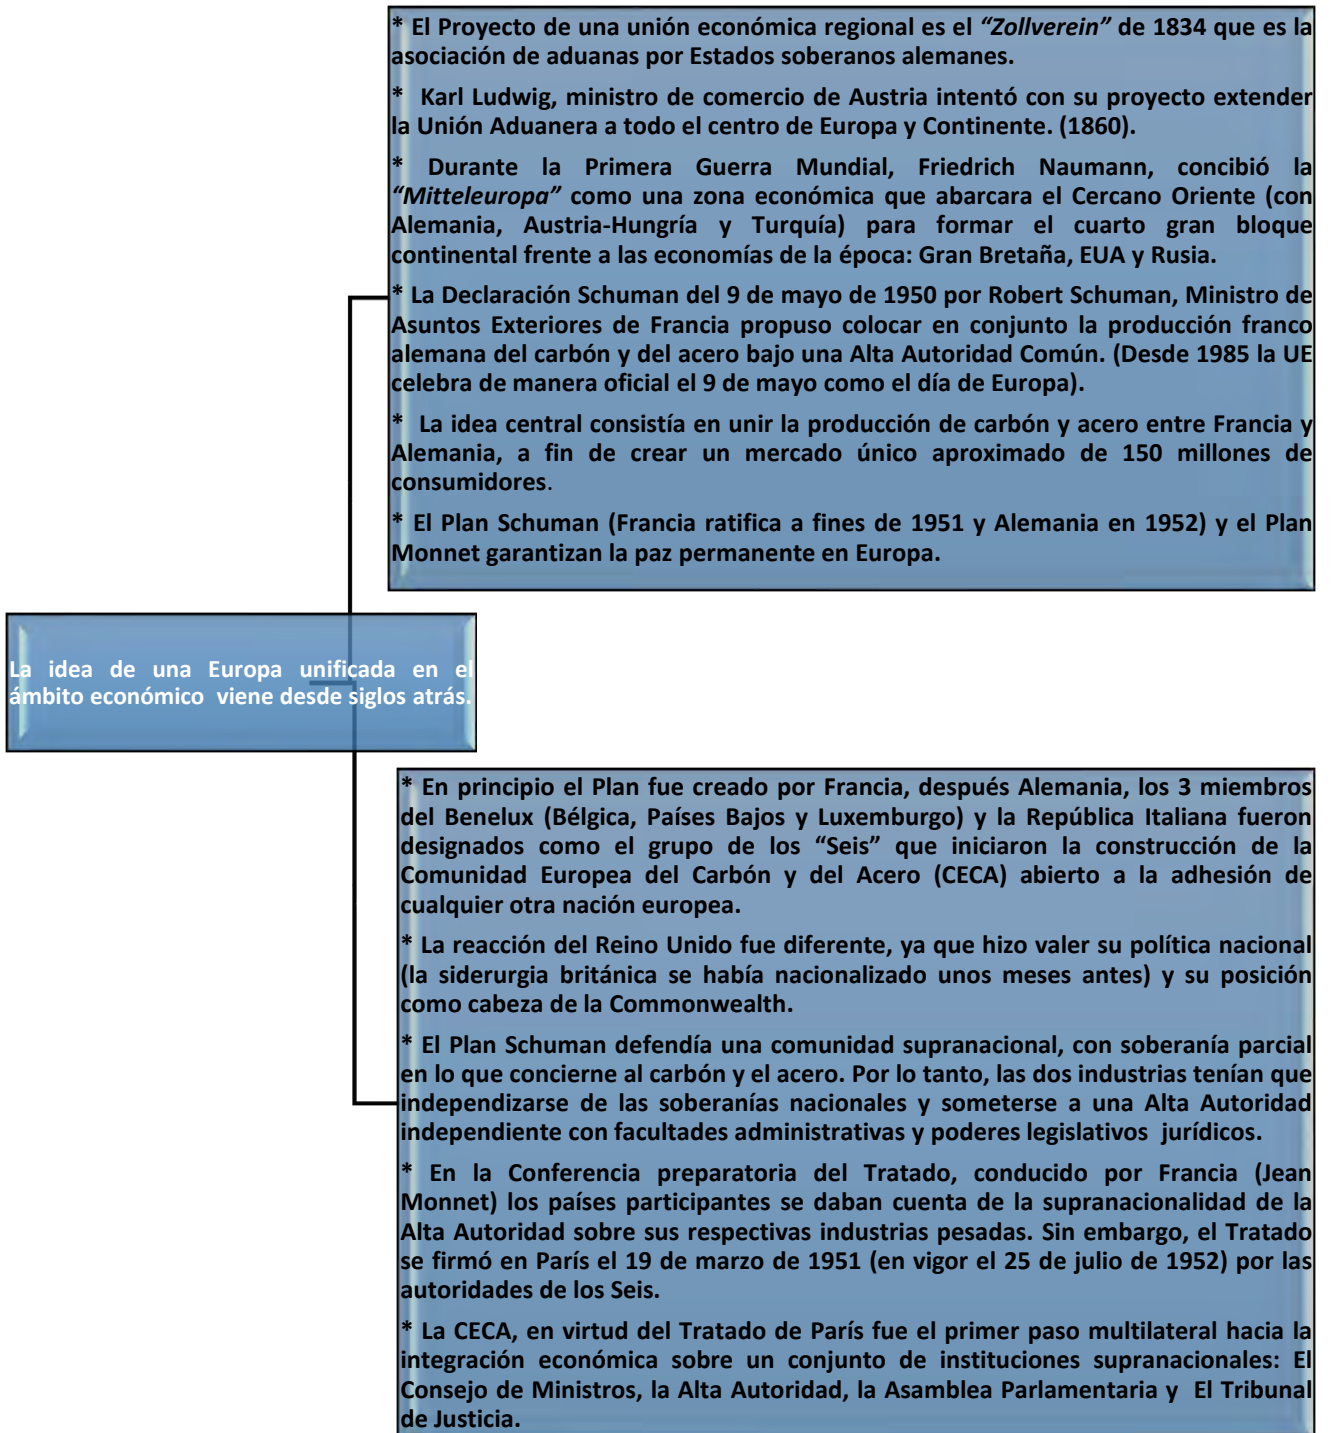 * El Proyecto de una unión económica regional es el “Zollverein” de 1834 que es la
asociación de aduanas por Estados soberanos alemanes.
* Karl Ludwig, ministro de comercio de Austria intentó con su proyecto extender
la Unión Aduanera a todo el centro de Europa y Continente. (1860).
* Durante la Primera Guerra Mundial, Friedrich Naumann, concibió la
“Mitteleuropa” como una zona económica que abarcara el Cercano Oriente (con
Alemania, Austria-Hungría y Turquía) para formar el cuarto gran bloque
continental frente a las economías de la época: Gran Bretaña, EUA y Rusia.
* La Declaración Schuman del 9 de mayo de 1950 por Robert Schuman, Ministro de
Asuntos Exteriores de Francia propuso colocar en conjunto la producción franco
alemana del carbón y del acero bajo una Alta Autoridad Común. (Desde 1985 la UE
celebra de manera oficial el 9 de mayo como el día de Europa).
* La idea central consistía en unir la producción de carbón y acero entre Francia y
Alemania, a fin de crear un mercado único aproximado de 150 millones de
consumidores.
* El Plan Schuman (Francia ratifica a fines de 1951 y Alemania en 1952) y el Plan
Monnet garantizan la paz permanente en Europa.
La idea de una Europa unificada en el
ámbito económico viene desde siglos atrás.
* En principio el Plan fue creado por Francia, después Alemania, los 3 miembros
del Benelux (Bélgica, Países Bajos y Luxemburgo) y la República Italiana fueron
designados como el grupo de los “Seis” que iniciaron la construcción de la
Comunidad Europea del Carbón y del Acero (CECA) abierto a la adhesión de
cualquier otra nación europea.
* La reacción del Reino Unido fue diferente, ya que hizo valer su política nacional
(la siderurgia británica se había nacionalizado unos meses antes) y su posición
como cabeza de la Commonwealth.
* El Plan Schuman defendía una comunidad supranacional, con soberanía parcial
en lo que concierne al carbón y el acero. Por lo tanto, las dos industrias tenían que
independizarse de las soberanías nacionales y someterse a una Alta Autoridad
independiente con facultades administrativas y poderes legislativos jurídicos.
* En la Conferencia preparatoria del Tratado, conducido por Francia (Jean
Monnet) los países participantes se daban cuenta de la supranacionalidad de la
Alta Autoridad sobre sus respectivas industrias pesadas. Sin embargo, el Tratado
se firmó en París el 19 de marzo de 1951 (en vigor el 25 de julio de 1952) por las
autoridades de los Seis.
* La CECA, en virtud del Tratado de París fue el primer paso multilateral hacia la
integración económica sobre un conjunto de instituciones supranacionales: El
Consejo de Ministros, la Alta Autoridad, la Asamblea Parlamentaria y El Tribunal
de Justicia.